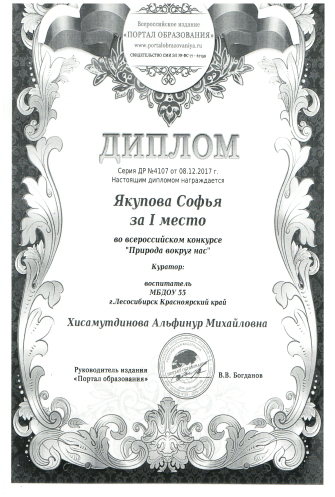 Всероссийское издание
«ПОРТАЛ ОБРАЗОВАНИЯ»
www.portalobrazovaniya.ru
ДИПЛОМ
Серия ДР №4107 от 08.12.2017 г.
Настоящим дипломом награждается
Якупова Софья
за I место
во всероссийском конкурсе
"Природа вокруг нас"
Куратор:
воспитатель
МБДОУ 55
г.Лесосибирск Красноярский край
Хисамутдинова Альфинур Михайловна
Руководитель издания
«Портал образования»
В.В. Богданов